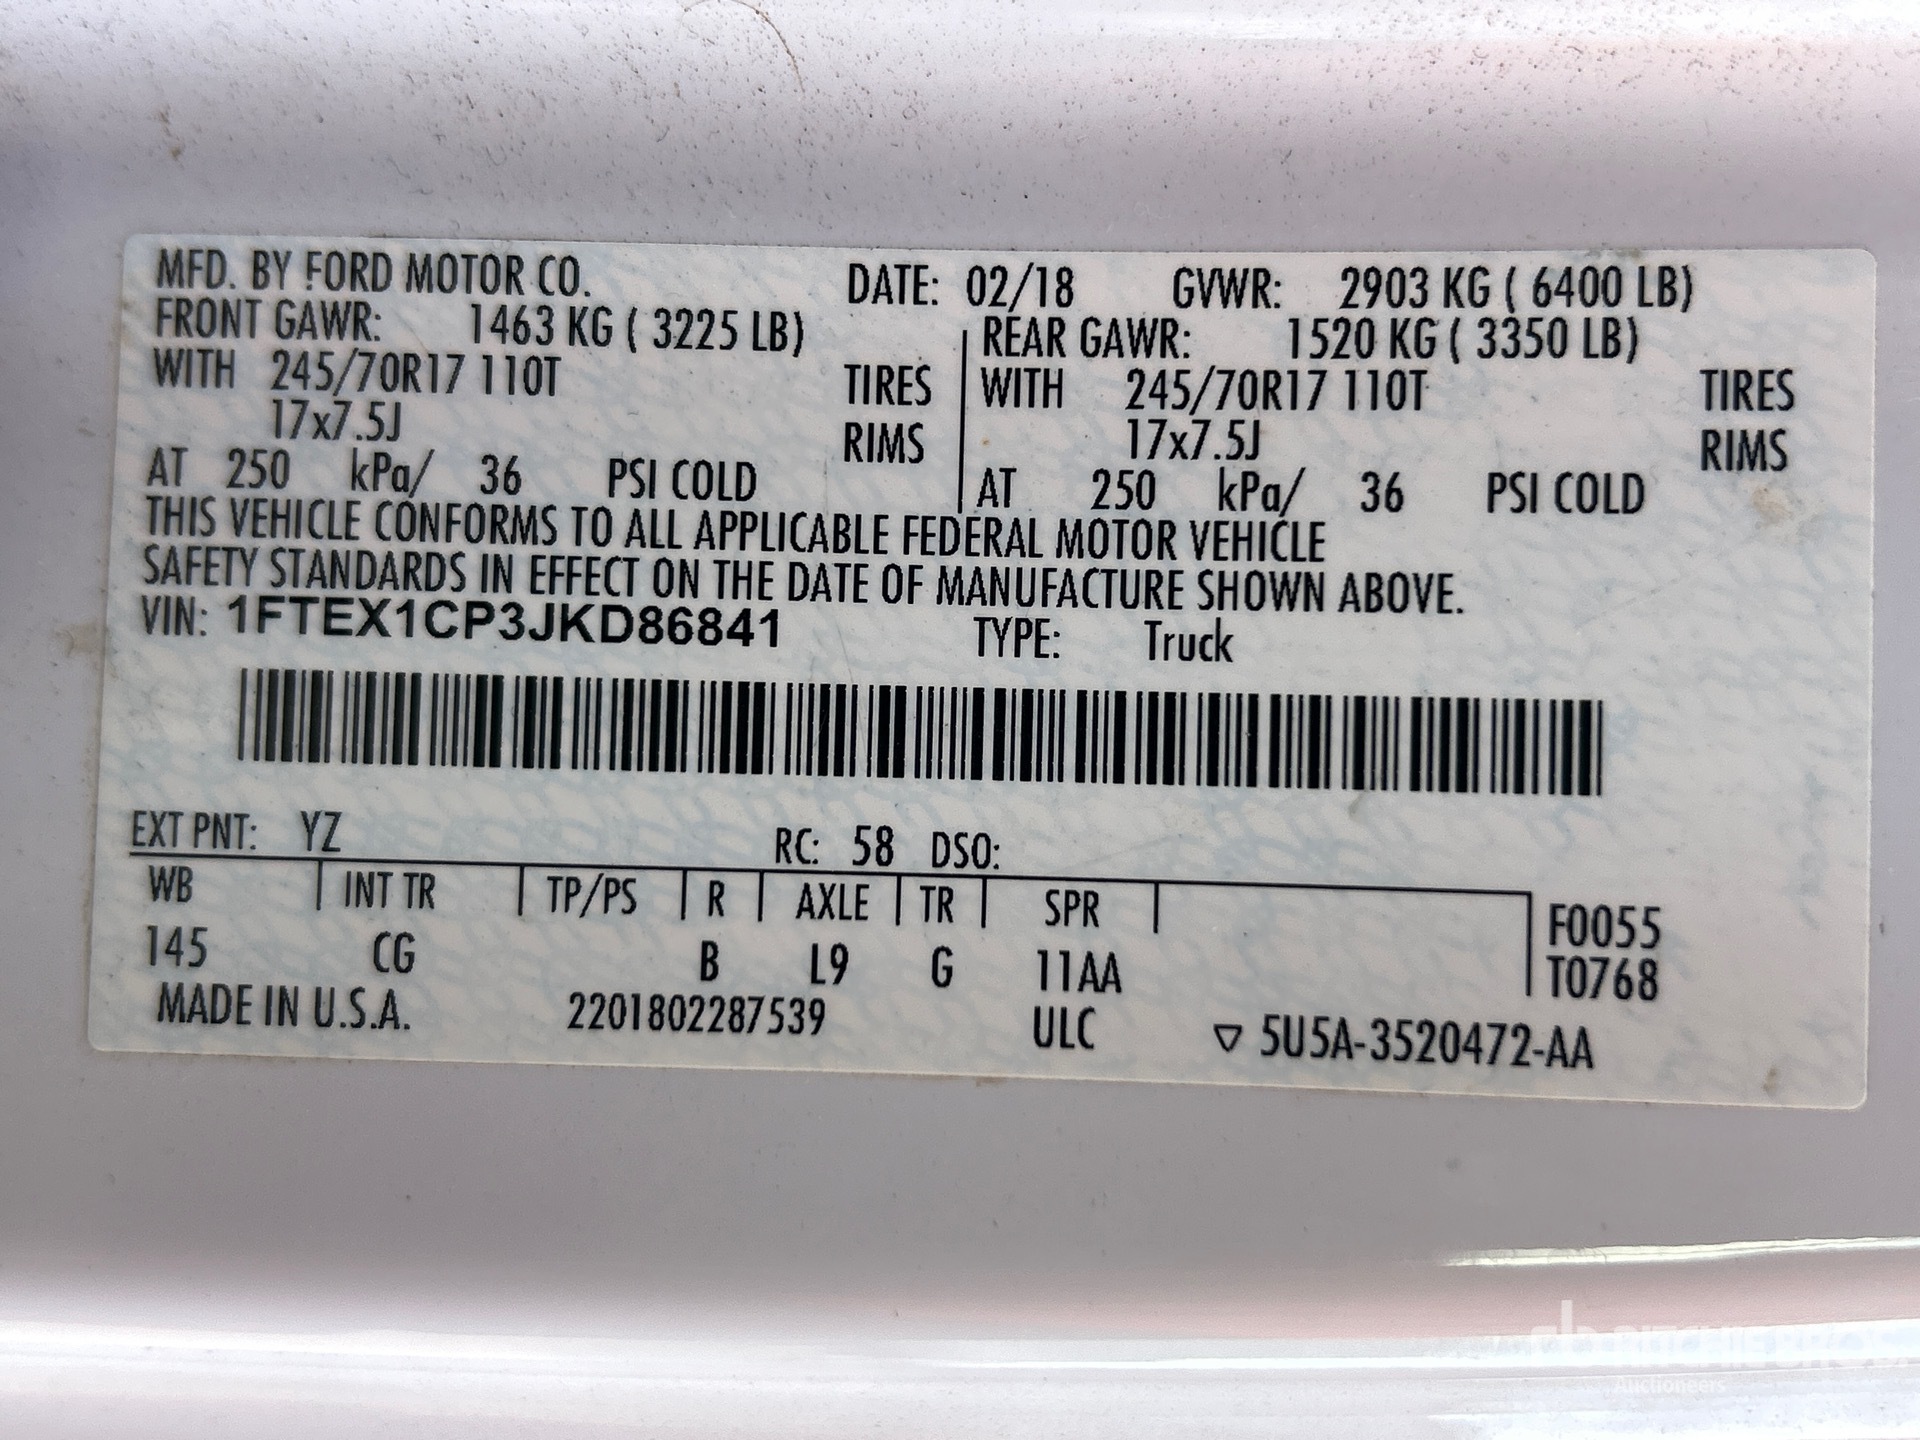 MFD. BY FORD MOTOR CO. DATE: 02/18 GVWR: 2903 KG ( 6400 LB)
FRONT GAWR: 1463 KG ( 3225 LB) REAR GAWR: 1520 KG ( 3350 LB)
WITH 245/70R17 110T TIRES WITH 245/70R17 110T TIRES
17x7.5J RIMS 17x7.5J RIMS
AT 250 kPa/ 36 PSI COLD AT 250 kPa/ 36 PSI COLD
THIS VEHICLE CONFORMS TO ALL APPLICABLE FEDERAL MOTOR VEHICLE
SAFETY STANDARDS IN EFFECT ON THE DATE OF MANUFACTURE SHOWN ABOVE.
VIN: 1FTEX1CP3JKD86841 TYPE: Truck
EXT PNT: YZ RC: 58 DSO:
WB INT TR TP/PS R AXLE TR SPR F0055
145 CG B L9 G 11AA T0768
MADE IN U.S.A. 2201802287539 ULC ▽ 5U5A-3520472-AA
Auctioneers